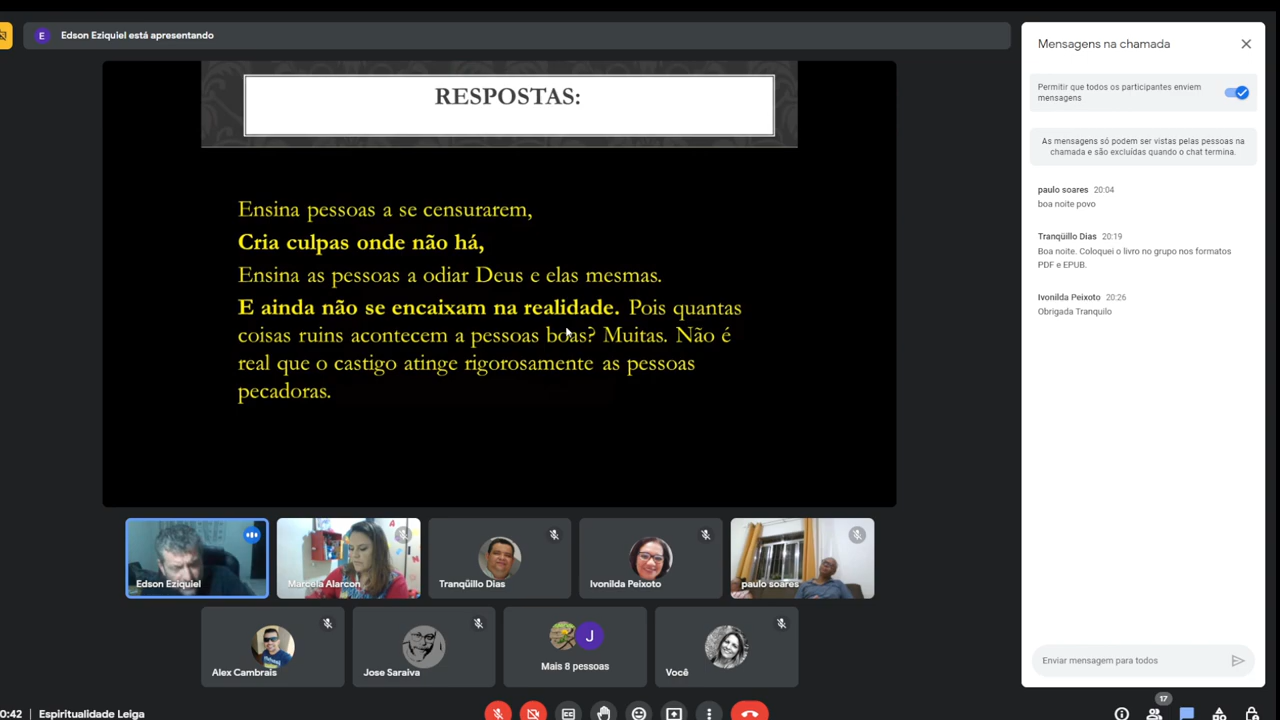 E Edson Eziquiel está apresentando
RESPOSTAS:
Ensina pessoas a se censurarem,
Cria culpas onde não há,
Ensina as pessoas a odiar Deus e elas mesmas.
E ainda não se encaixam na realidade. Pois quantas
coisas ruins acontecem a pessoas boas? Muitas. Não é
real que o castigo atinge rigorosamente as pessoas
pecadoras.
Edson Eziquiel
Marcela Alarcon
Tranqüillo Dias
Ivonilda Peixoto
paulo soares
Alex Cambrais
Jose Saraiva
J
Mais 8 pessoas
Você
0:42 | Espiritualidade Leiga
Mensagens na chamada
Permitir que todos os participantes enviem
mensagens
As mensagens só podem ser vistas pelas pessoas na
chamada e são excluídas quando o chat termina.
paulo soares 20:04
boa noite povo
Tranqüillo Dias 20:19
Boa noite. Coloquei o livro no grupo nos formatos
PDF e EPUB.
Ivonilda Peixoto 20:26
Obrigada Tranquilo
Enviar mensagem para todos
17